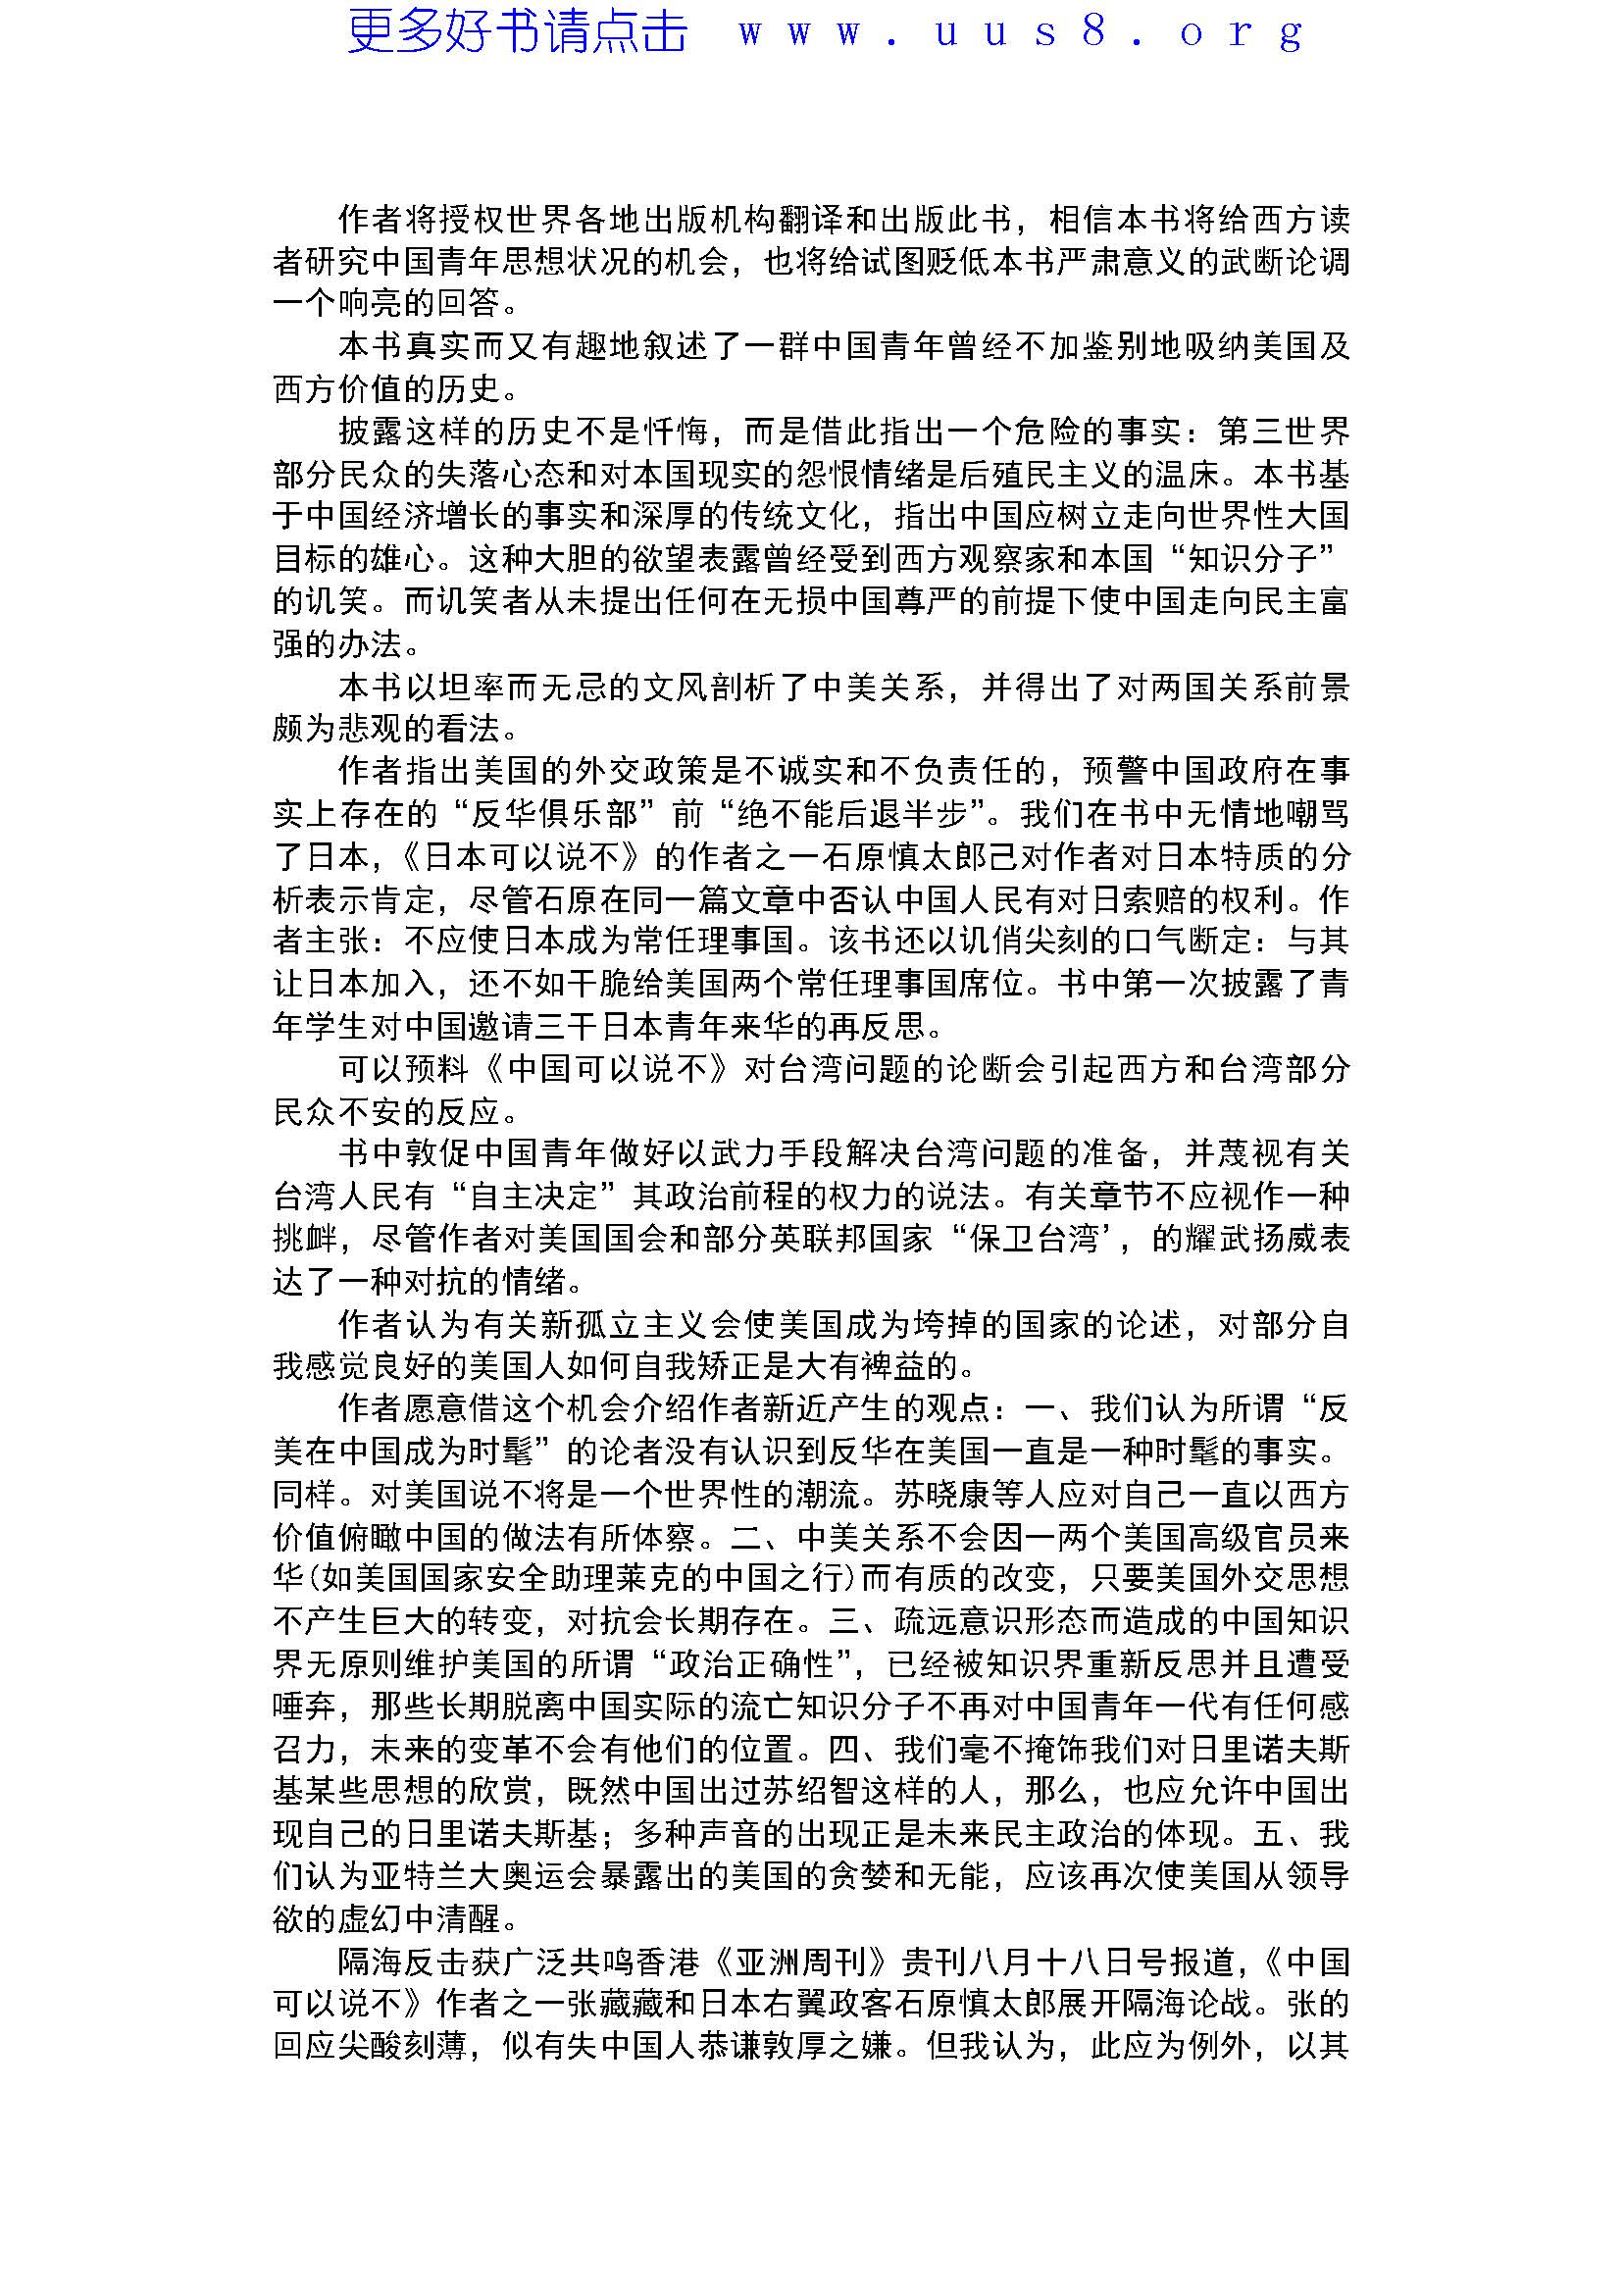 更多好书请点击 www.uus8.org
作者将授权世界各地出版机构翻译和出版此书，相信本书将给西方读
者研究中国青年思想状况的机会，也将给试图贬低本书严肃意义的武断论调
一个响亮的回答。
本书真实而又有趣地叙述了一群中国青年曾经不加鉴别地吸纳美国及
西方价值的历史。
披露这样的历史不是忏悔，而是借此指出一个危险的事实：第三世界
部分民众的失落心态和对本国现实的怨恨情绪是后殖民主义的温床。本书基
于中国经济增长的事实和深厚的传统文化，指出中国应树立走向世界性大国
目标的雄心。这种大胆的欲望表露曾经受到西方观察家和本国“知识分子”
的讥笑。而讥笑者从未提出任何在无损中国尊严的前提下使中国走向民主富
强的办法。
本书以坦率而无忌的文风剖析了中美关系，并得出了对两国关系前景
颇为悲观的看法。
作者指出美国的外交政策是不诚实和不负责任的，预警中国政府在事
实上存在的“反华俱乐部”前“绝不能后退半步”。我们在书中无情地嘲骂
了日本，《日本可以说不》的作者之一石原慎太郎己对作者对日本特质的分
析表示肯定，尽管石原在同一篇文章中否认中国人民有对日索赔的权利。作
者主张：不应使日本成为常任理事国。该书还以讥俏尖刻的口气断定：与其
让日本加入，还不如干脆给美国两个常任理事国席位。书中第一次披露了青
年学生对中国邀请三干日本青年来华的再反思。
可以预料《中国可以说不》对台湾问题的论断会引起西方和台湾部分
民众不安的反应。
书中敦促中国青年做好以武力手段解决台湾问题的准备，并蔑视有关
台湾人民有“自主决定”其政治前程的权力的说法。有关章节不应视作一种
挑衅，尽管作者对美国国会和部分英联邦国家“保卫台湾’，的耀武扬威表
达了一种对抗的情绪。
作者认为有关新孤立主义会使美国成为垮掉的国家的论述，对部分自
我感觉良好的美国人如何自我矫正是大有裨益的。
作者愿意借这个机会介绍作者新近产生的观点：一、我们认为所谓“反
美在中国成为时髦”的论者没有认识到反华在美国一直是一种时髦的事实。
同样。对美国说不将是一个世界性的潮流。苏晓康等人应对自己一直以西方
价值俯瞰中国的做法有所体察。二、中美关系不会因一两个美国高级官员来
华(如美国国家安全助理莱克的中国之行)而有质的改变，只要美国外交思想
不产生巨大的转变，对抗会长期存在。三、疏远意识形态而造成的中国知识
界无原则维护美国的所谓“政治正确性”，已经被知识界重新反思并且遭受
唾弃，那些长期脱离中国实际的流亡知识分子不再对中国青年一代有任何感
召力，未来的变革不会有他们的位置。四、我们毫不掩饰我们对日里诺夫斯
基某些思想的欣赏，既然中国出过苏绍智这样的人，那么，也应允许中国出
现自己的日里诺夫斯基；多种声音的出现正是未来民主政治的体现。五、我
们认为亚特兰大奥运会暴露出的美国的贪婪和无能，应该再次使美国从领导
欲的虚幻中清醒。
隔海反击获广泛共鸣香港《亚洲周刊》贵刊八月十八日号报道，《中国
可以说不》作者之一张藏藏和日本右翼政客石原慎太郎展开隔海论战。张的
回应尖酸刻薄，似有失中国人恭谦敦厚之嫌。但我认为，此应为例外，以其